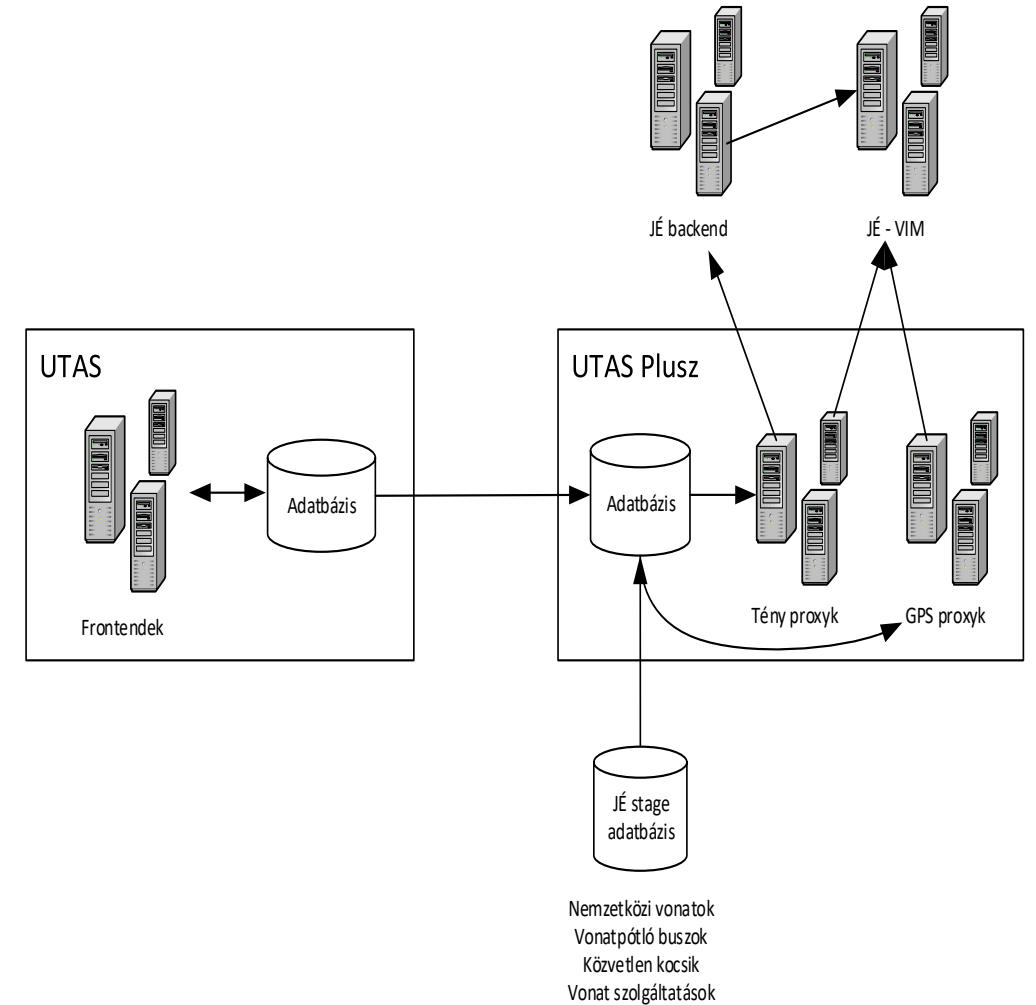 JÉ backend
JÉ - VIM
UTAS
UTAS Plusz
Adatbázis
Adatbázis
Frontendek
Tény proxyk
GPS proxyk
JÉ stage
adatbázis
Nemzetközi vonatok
Vonatpótló buszok
Közvetlen kocsik
Vonat szolgáltatások